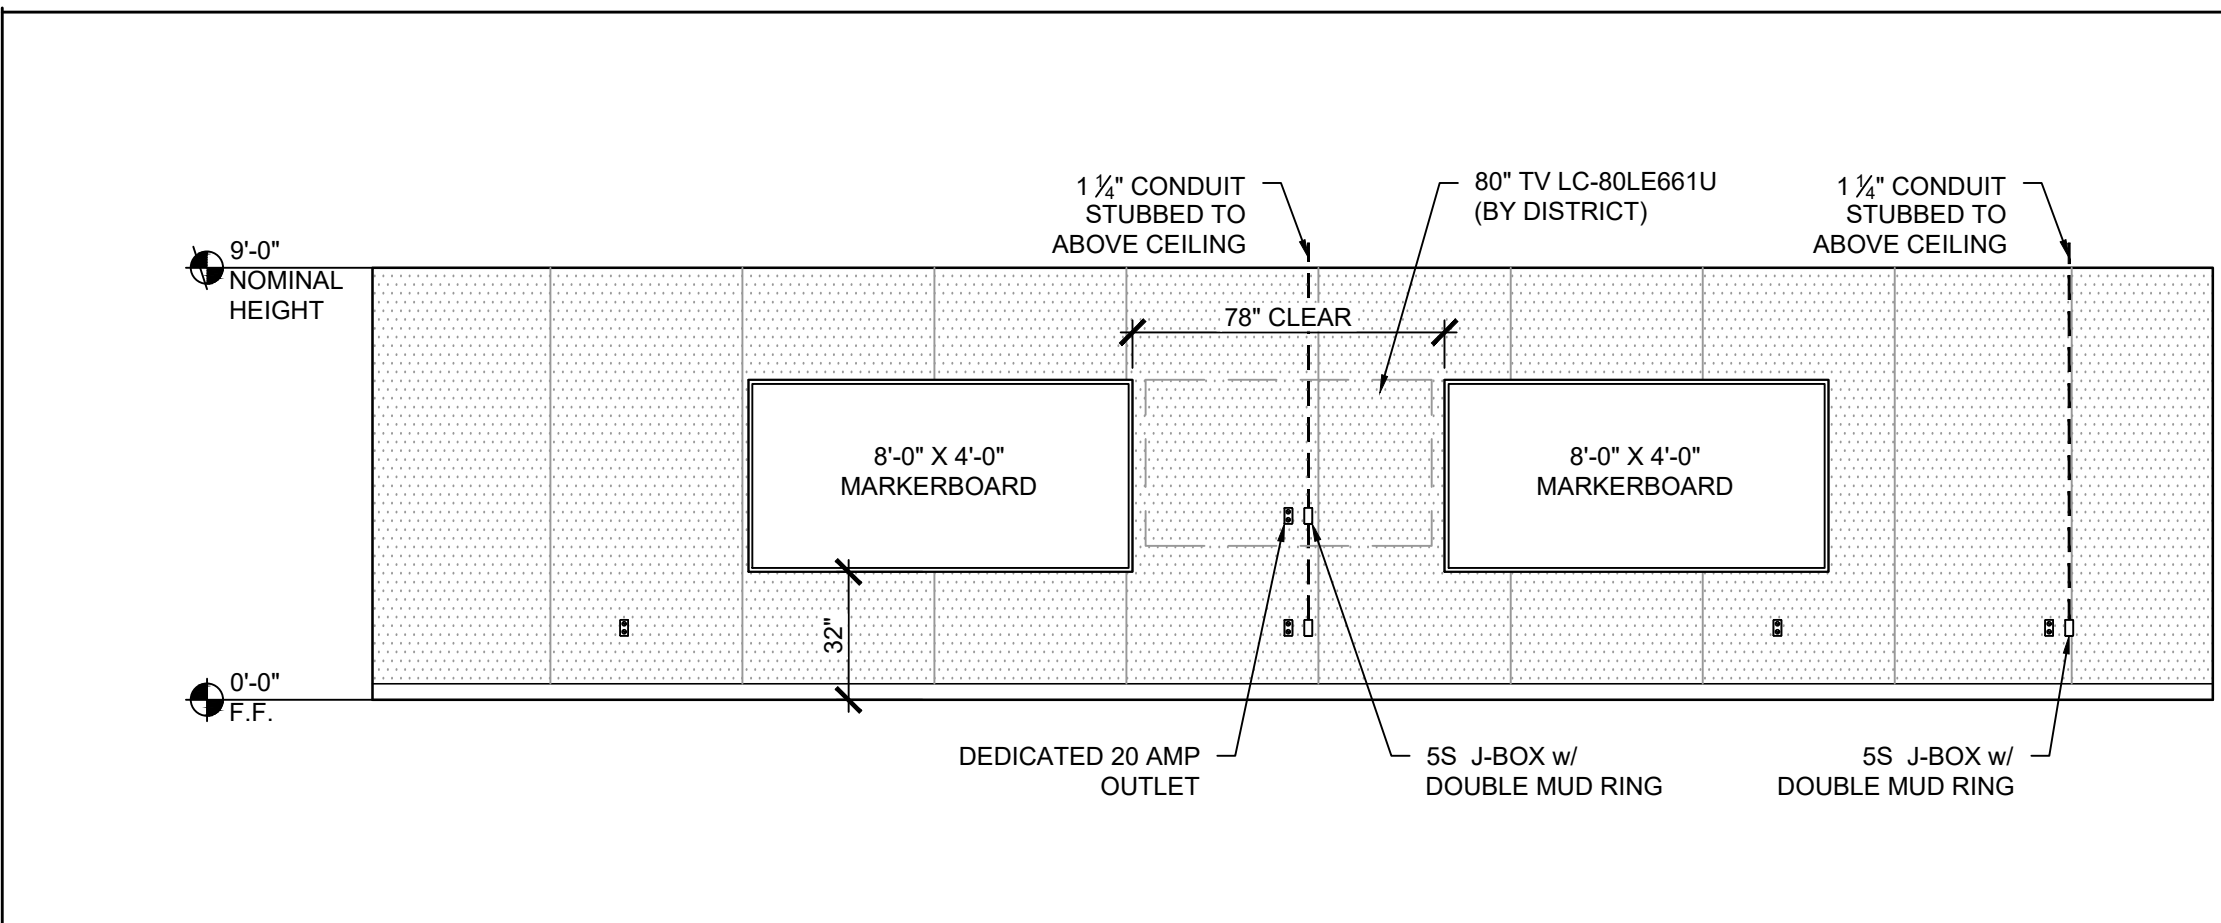 1 ¼" CONDUIT
STUBBED TO
ABOVE CEILING
80" TV LC-80LE661U
(BY DISTRICT)
1 ¼" CONDUIT
STUBBED TO
ABOVE CEILING
9'-0"
NOMINAL
HEIGHT
78" CLEAR
8'-0" X 4'-0"
MARKERBOARD
8'-0" X 4'-0"
MARKERBOARD
32"
0'-0"
F.F.
DEDICATED 20 AMP
OUTLET
5S J-BOX w/
DOUBLE MUD RING
5S J-BOX w/
DOUBLE MUD RING